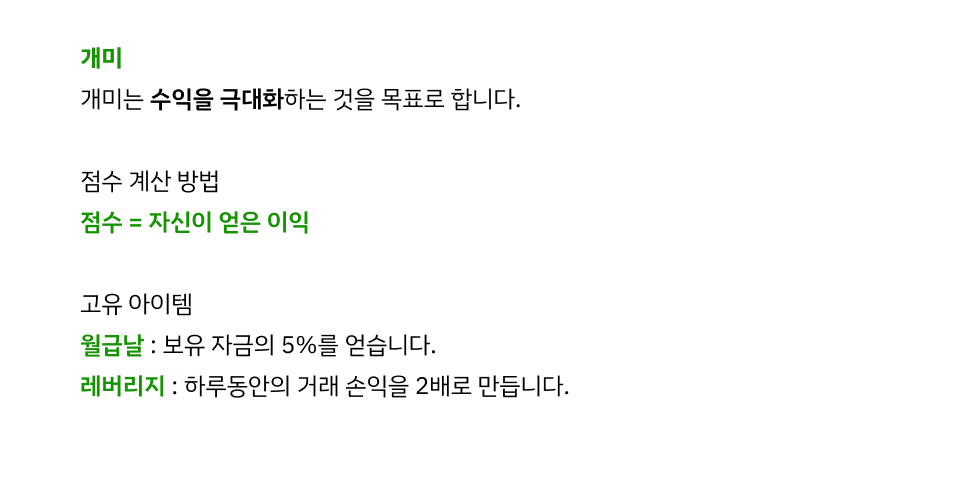 개미
개미는 수익을 극대화하는 것을 목표로 합니다.
점수 계산 방법
점수 = 자신이 얻은 이익
고유 아이템
월급날 : 보유 자금의 5%를 얻습니다.
레버리지 : 하루동안의 거래 손익을 2배로 만듭니다.